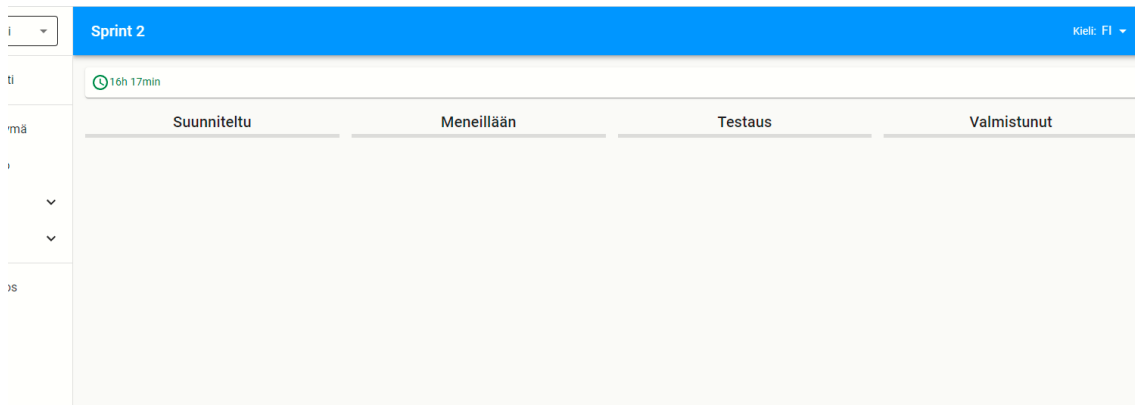 Sprint 2
Kieli: FI
16h 17min
Suunniteltu
Meneillään
Testaus
Valmistunut